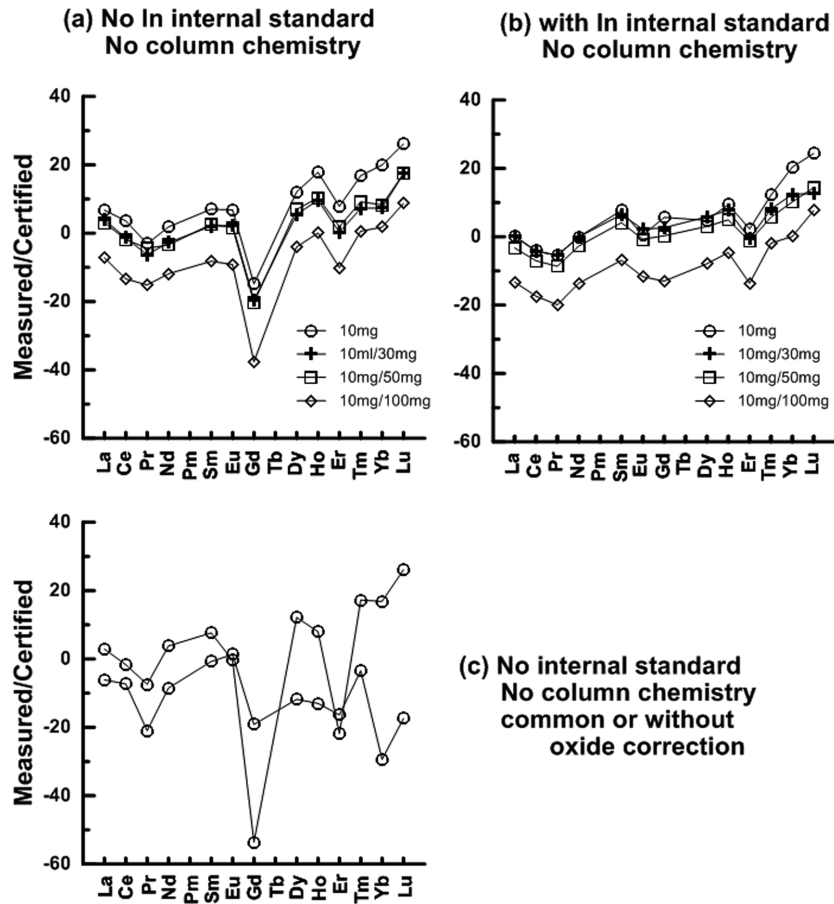 (a) No In internal standard
No column chemistry
(b) with In internal standard
No column chemistry
Measured/Certified
40
20
0
-20
-40
-60
10mg
10ml/30mg
10mg/50mg
10mg/100mg
La Ce Pr Nd Pm Sm Eu Gd Tb Dy Ho Er Tm Yb Lu
40
20
0
-20
-40
-60
10mg
10mg/30mg
10mg/50mg
10mg/100mg
La Ce Pr Nd Pm Sm Eu Gd Tb Dy Ho Er Tm Yb Lu
Measured/Certified
40
20
0
-20
-40
-60
La Ce Pr Nd Pm Sm Eu Gd Tb Dy Ho Er Tm Yb Lu
(c) No internal standard
No column chemistry
common or without
oxide correction